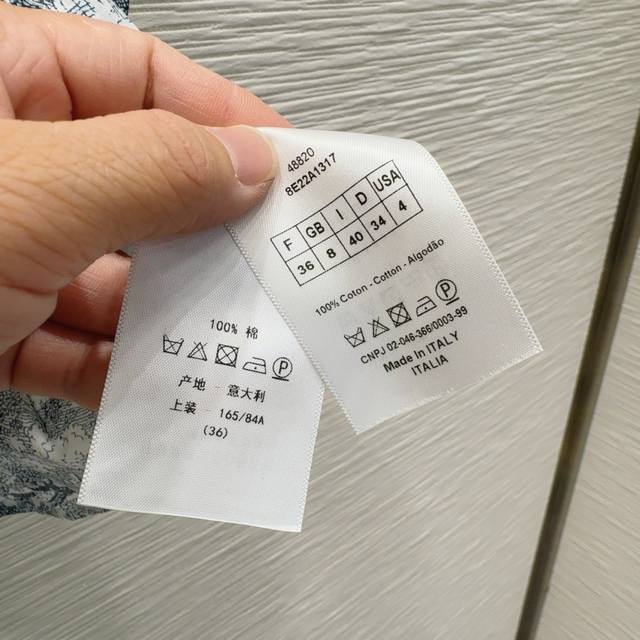 48820
8E22A1317
F GB I D USA
36 8 40 34 4
100% Coton - Cotton - Algodão
CNPJ 02-046-366/0003-99
Made In ITALY
ITALIA
100% 棉
产地 - 意大利
上装 - 165/84A
(36)